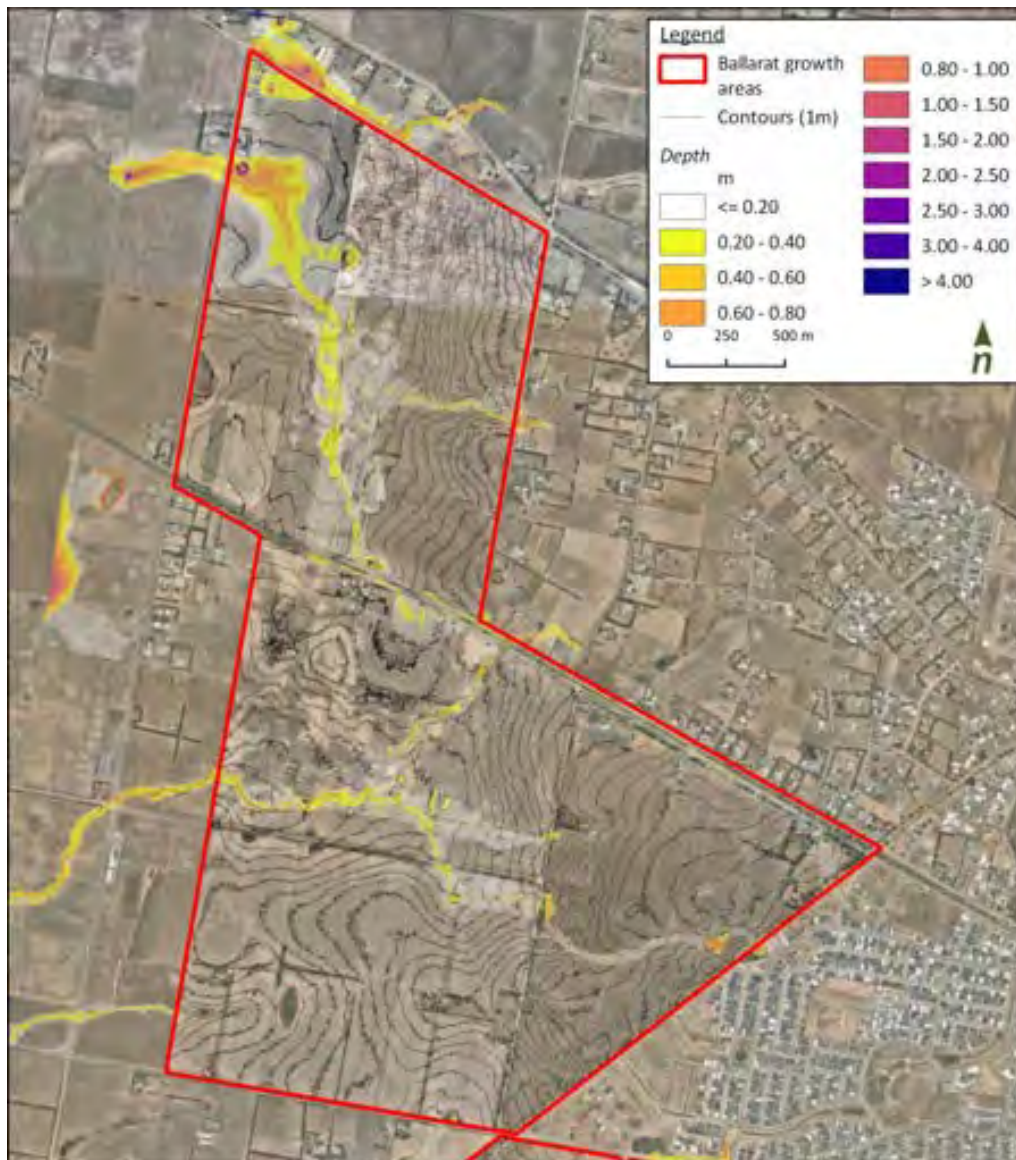 Legend
Ballarat growth
areas
Contours (1m)
Depth
m
<= 0.20
0.20 - 0.40
0.40 - 0.60
0.60 - 0.80
0.80 - 1.00
1.00 - 1.50
1.50 - 2.00
2.00 - 2.50
2.50 - 3.00
3.00 - 4.00
> 4.00
0 250 500 m
n